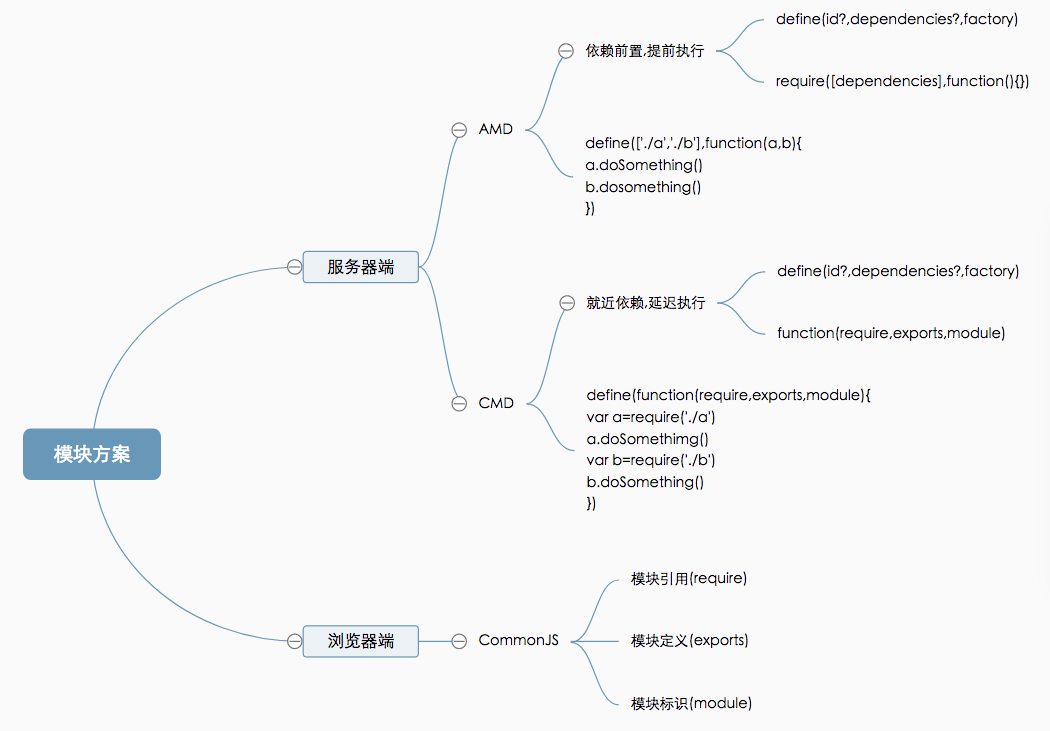 模块方案
服务器端
AMD
依赖前置,提前执行
define(id?,dependencies?,factory)
require([dependencies],function(){})
define(['./a','./b'],function(a,b){
a.doSomething()
b.dosomething()
})
CMD
就近依赖,延迟执行
define(id?,dependencies?,factory)
function(require,exports,module)
define(function(require,exports,module){
var a=require('./a')
a.doSomethimg()
var b=require('./b')
b.doSomething()
})
浏览器端
CommonJS
模块引用(require)
模块定义(exports)
模块标识(module)